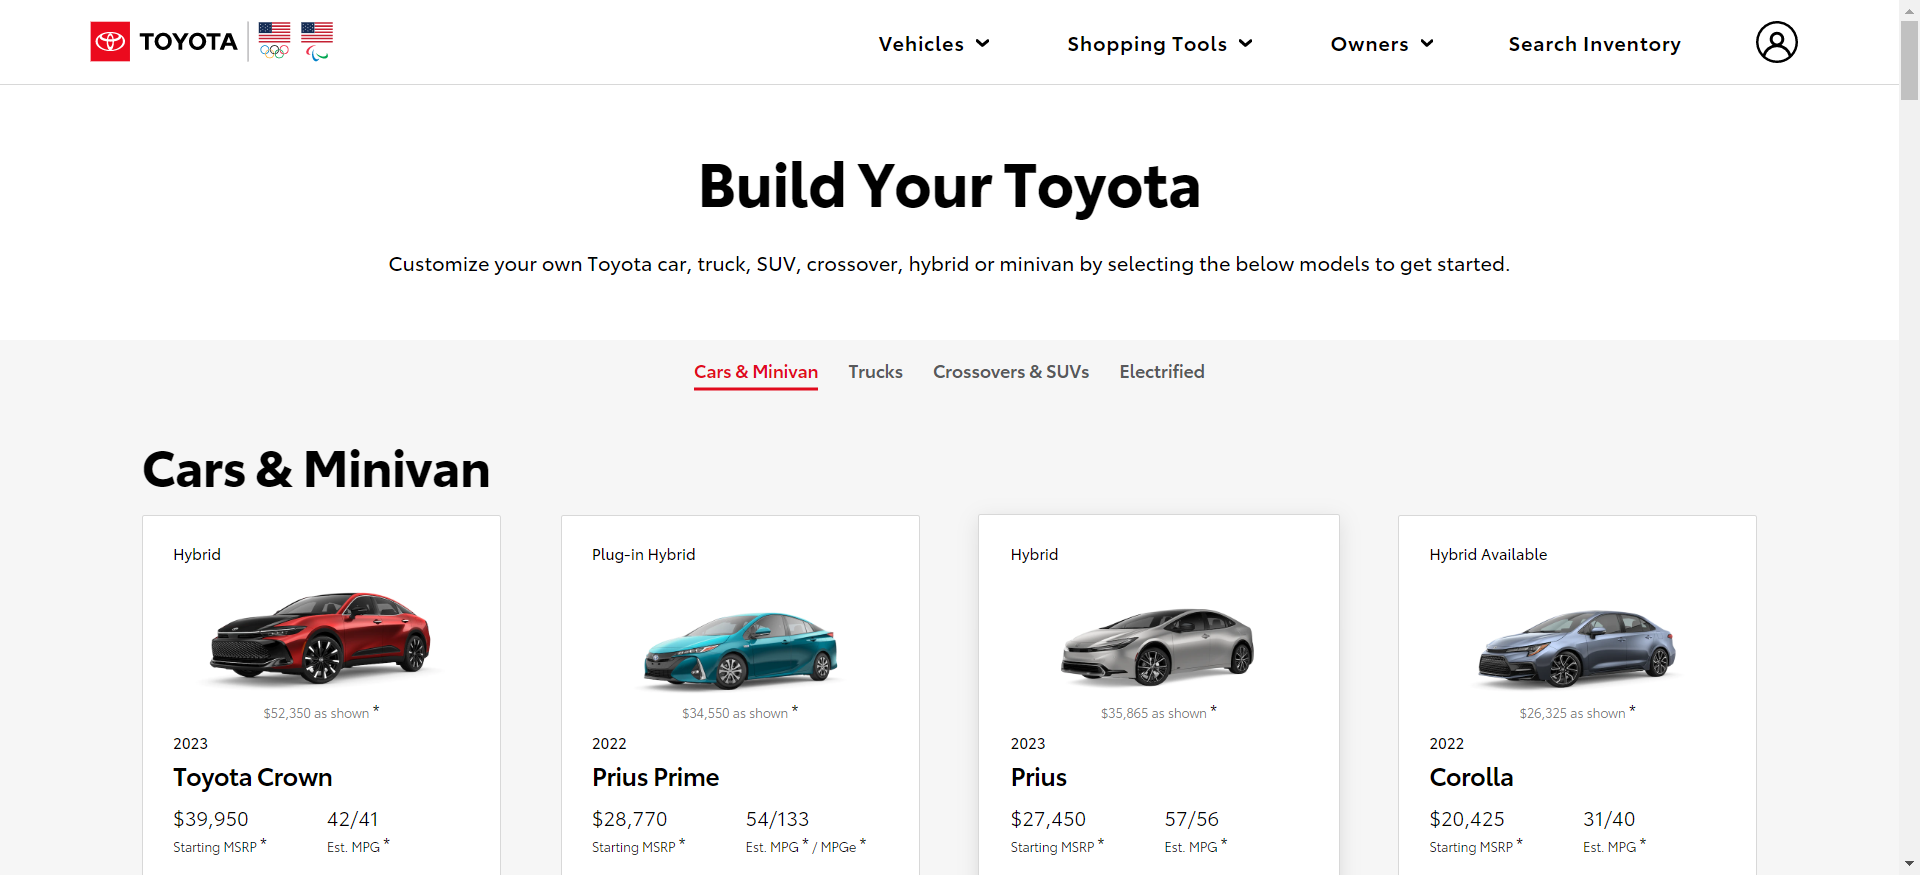 TOYOTA
Vehicles
Shopping Tools
Owners
Search Inventory
Build Your Toyota
Customize your own Toyota car, truck, SUV, crossover, hybrid or minivan by selecting the below models to get started.
Cars & Minivan
Trucks
Crossovers & SUVs
Electrified
Cars & Minivan
Hybrid
$52,350 as shown *
2023
Toyota Crown
$39,950
Starting MSRP *
42/41
Est. MPG *
Plug-in Hybrid
$34,550 as shown *
2022
Prius Prime
$28,770
Starting MSRP *
54/133
Est. MPG * / MPGe *
Hybrid
$35,865 as shown *
2023
Prius
$27,450
Starting MSRP *
57/56
Est. MPG *
Hybrid Available
$26,325 as shown *
2022
Corolla
$20,425
Starting MSRP *
31/40
Est. MPG *